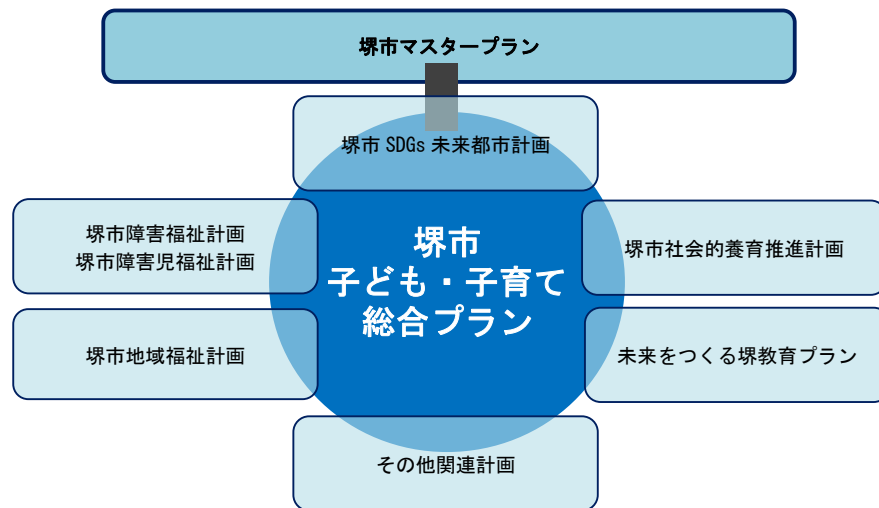 堺市マスタープラン
堺市 SDGs 未来都市計画
堺市障害福祉計画
堺市障害児福祉計画
堺市
子ども・子育て
総合プラン
堺市社会的養育推進計画
堺市地域福祉計画
未来をつくる堺教育プラン
その他関連計画